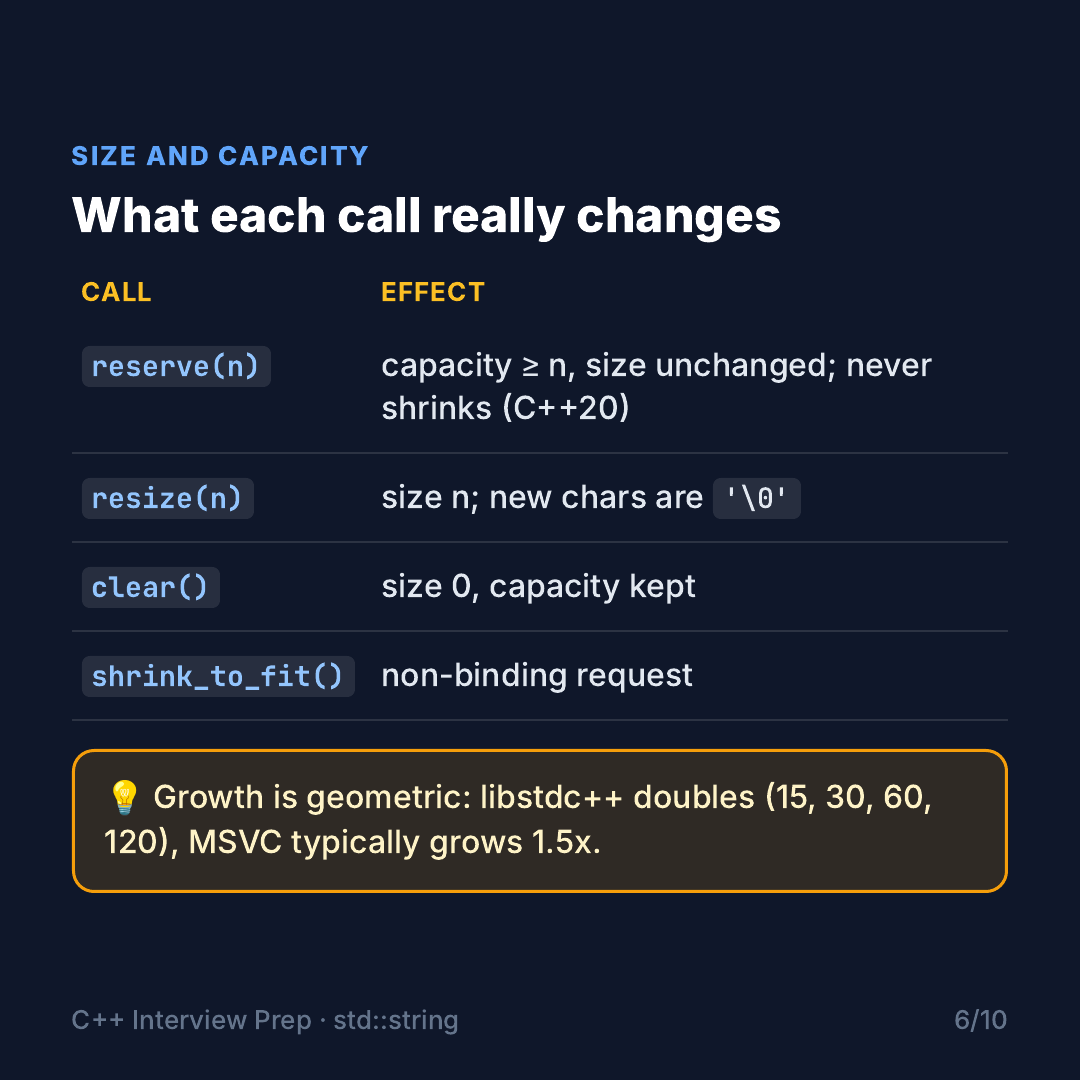 SIZE AND CAPACITY
What each call really changes
CALL EFFECT
reserve(n) capacity ≥ n, size unchanged; never
shrinks (C++20)
resize(n) size n; new chars are '\0'
clear() size 0, capacity kept
shrink_to_fit() non-binding request
💡 Growth is geometric: libstdc++ doubles (15, 30, 60,
120), MSVC typically grows 1.5x.
C++ Interview Prep · std::string 6/10